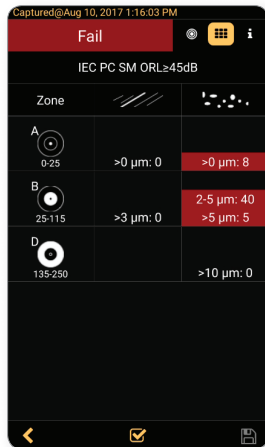 Captured@Aug 10, 2017 1:16:03 PM
Fail
i
IEC PC SM ORL≥45dB
Zone
A
0-25
>0 µm: 0
>0 µm: 8
B
25-115
>3 µm: 0
2-5 µm: 40
>5 µm: 5
D
135-250
>10 µm: 0